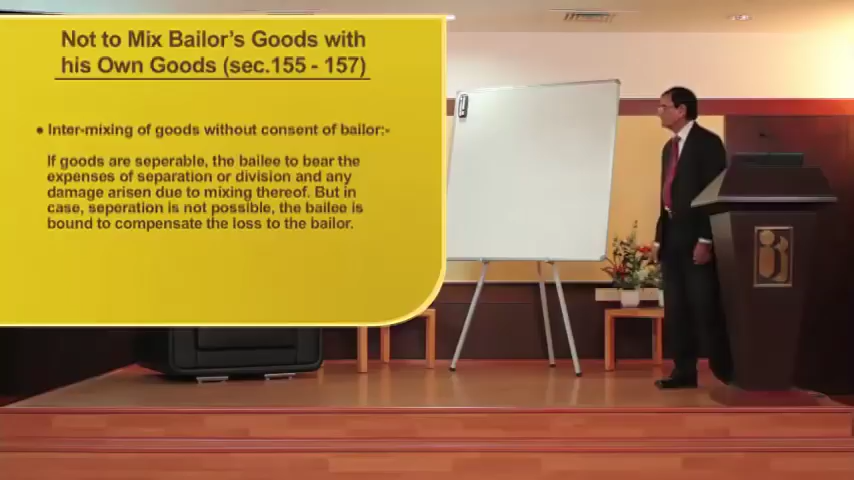 Not to Mix Bailor's Goods with
his Own Goods (sec.155 - 157)
• Inter-mixing of goods without consent of bailor:-
If goods are seperable, the bailee to bear the
expenses of separation or division and any
damage arisen due to mixing thereof. But in
case, seperation is not possible, the bailee is
bound to compensate the loss to the bailor.